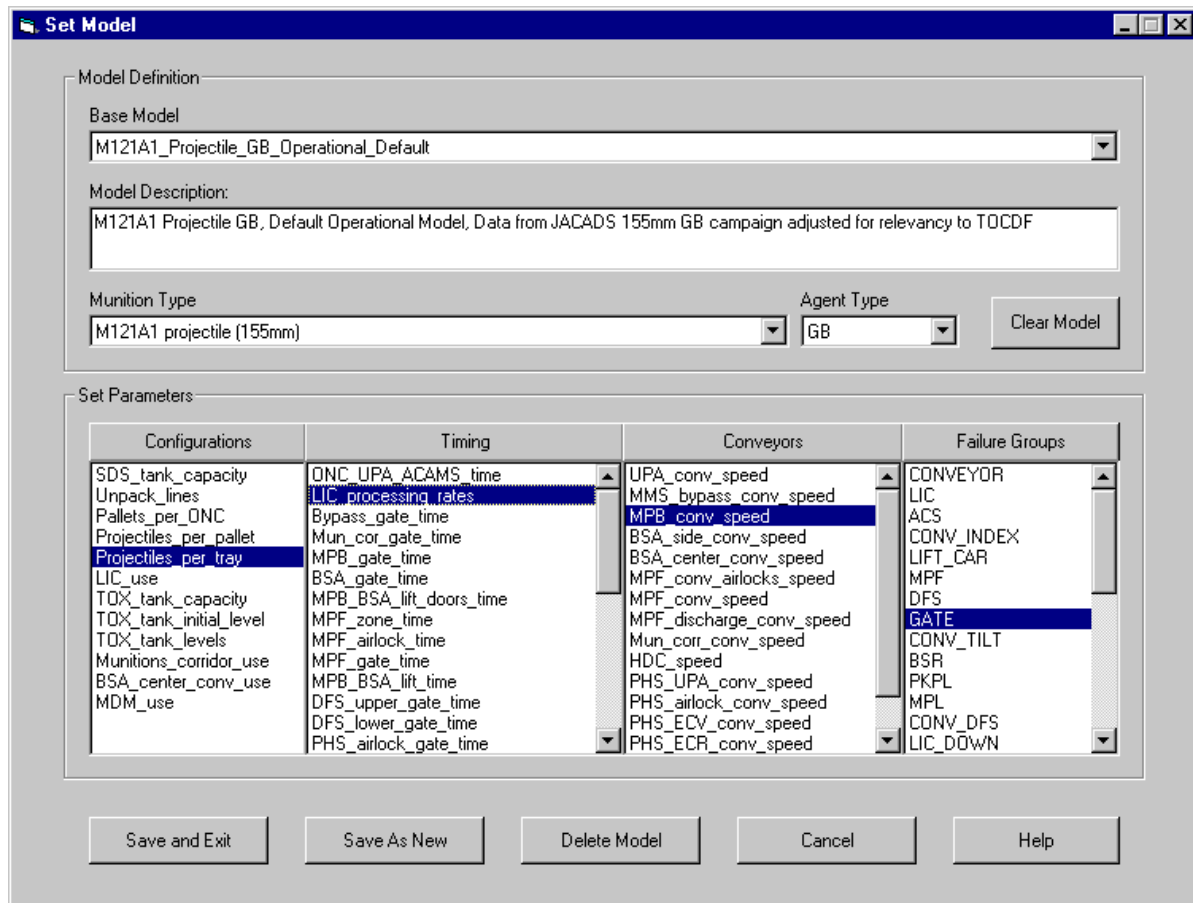 Set Model
Model Definition
Base Model
M121A1_Projectile_GB_Operational_Default
Model Description:
M121A1 Projectile GB, Default Operational Model, Data from JACADS 155mm GB campaign adjusted for relevancy to TOCDF
Munition Type
Agent Type
M121A1 projectile (155mm)
GB
Clear Model
Set Parameters
Configurations
SDS_tank_capacity
Unpack_lines
Pallets_per_ONC
Projectiles_per_pallet
Projectiles_per_tray
LIC_use
TOX_tank_capacity
TOX_tank_initial_level
TOX_tank_levels
Munitions_corridor_use
BSA_center_conv_use
MDM_use
Timing
ONC_UPA_ACAMS_time
LIC_processing_rates
Bypass_gate_time
Mun_cor_gate_time
MPB_gate_time
BSA_gate_time
MPB_BSA_lift_doors_time
MPF_zone_time
MPF_airlock_time
MPF_gate_time
MPB_BSA_lift_time
DFS_upper_gate_time
DFS_lower_gate_time
PHS_airlock_gate_time
Conveyors
UPA_conv_speed
MMS_bypass_conv_speed
MPB_conv_speed
BSA_side_conv_speed
BSA_center_conv_speed
MPF_conv_airlocks_speed
MPF_conv_speed
MPF_discharge_conv_speed
Mun_corr_conv_speed
HDC_speed
PHS_UPA_conv_speed
PHS_airlock_conv_speed
PHS_ECV_conv_speed
PHS_ECR_conv_speed
Failure Groups
CONVEYOR
LIC
ACS
CONV_INDEX
LIFT_CAR
MPF
DFS
GATE
CONV_TILT
BSR
PKPL
MPL
CONV_DFS
LIC_DOWN
Save and Exit
Save As New
Delete Model
Cancel
Help